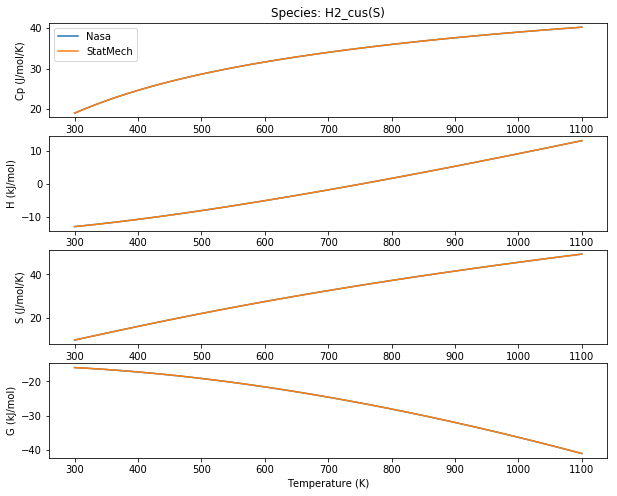 Species: H2_cus(S)
Nasa
StatMech
Cp (J/mol/K)
40
30
20
300 400 500 600 700 800 900 1000 1100
H (kJ/mol)
10
0
−10
300 400 500 600 700 800 900 1000 1100
S (J/mol/K)
40
20
300 400 500 600 700 800 900 1000 1100
G (kJ/mol)
−20
−30
−40
300 400 500 600 700 800 900 1000 1100
Temperature (K)